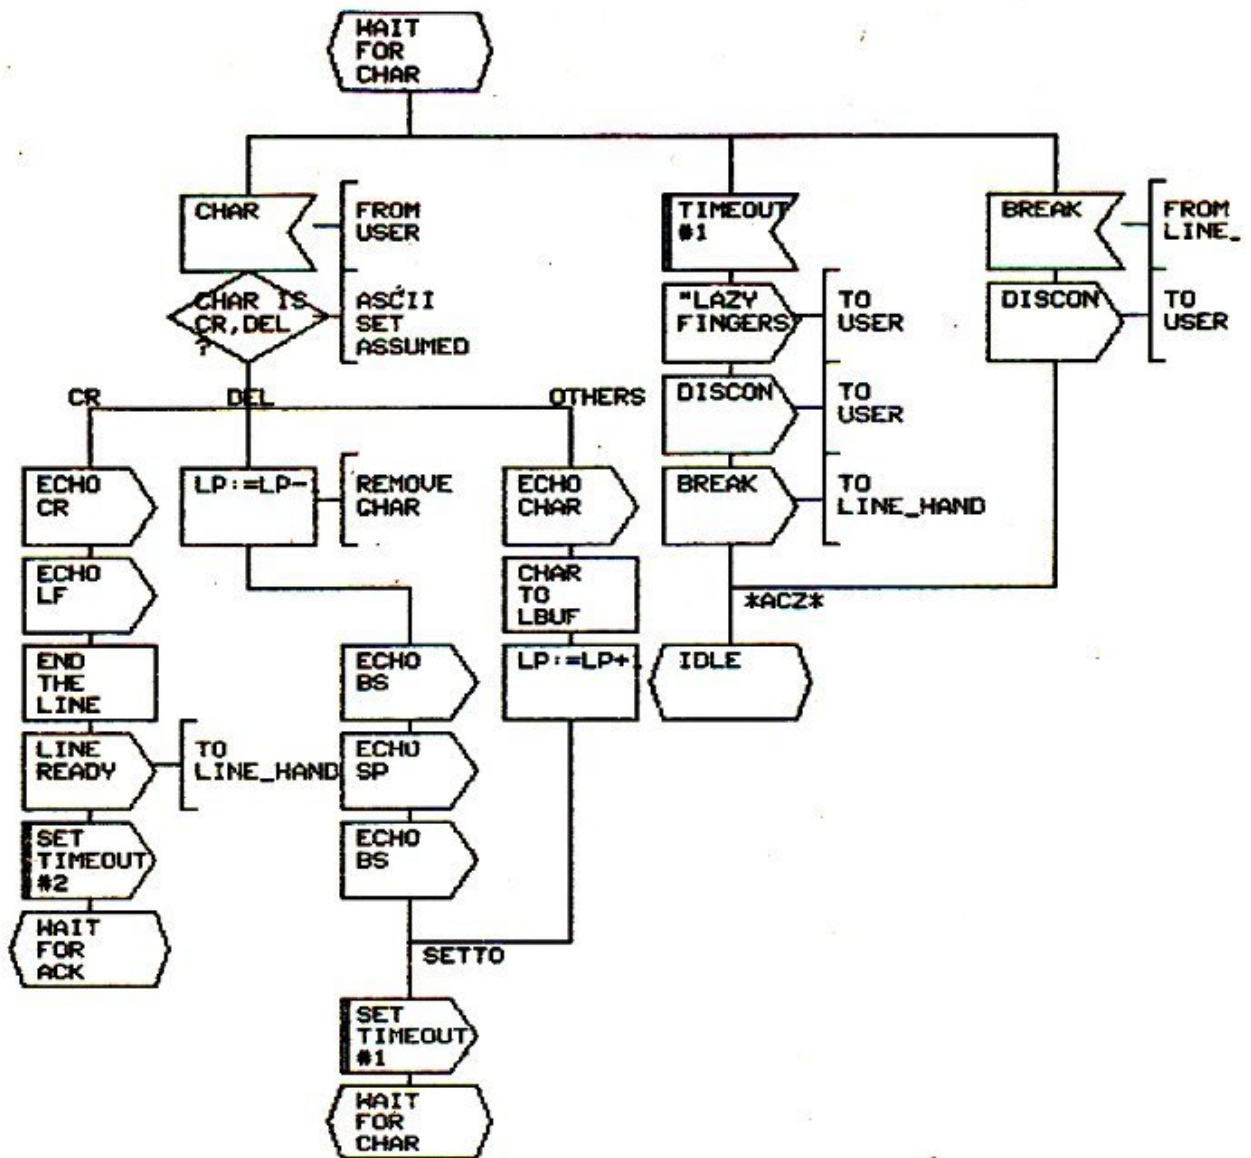 WAIT
FOR
CHAR
CHAR
FROM
USER
TIMEOUT
#1
BREAK
FROM
LINE_
CHAR IS
CR,DEL
?
ASCII
SET
ASSUMED
"LAZY
FINGERS
TO
USER
DISCON
TO
USER
CR
DEL
OTHERS
DISCON
TO
USER
ECHO
CR
LP:=LP-
REMOVE
CHAR
ECHO
CHAR
BREAK
TO
LINE_HAND
ECHO
LF
CHAR
TO
LBUF
*ACZ*
END
THE
LINE
ECHO
BS
LP:=LP+1
IDLE
LINE
READY
TO
LINE_HAND
ECHO
SP
SET
TIMEOUT
#2
ECHO
BS
WAIT
FOR
ACK
SETTO
SET
TIMEOUT
#1
WAIT
FOR
CHAR